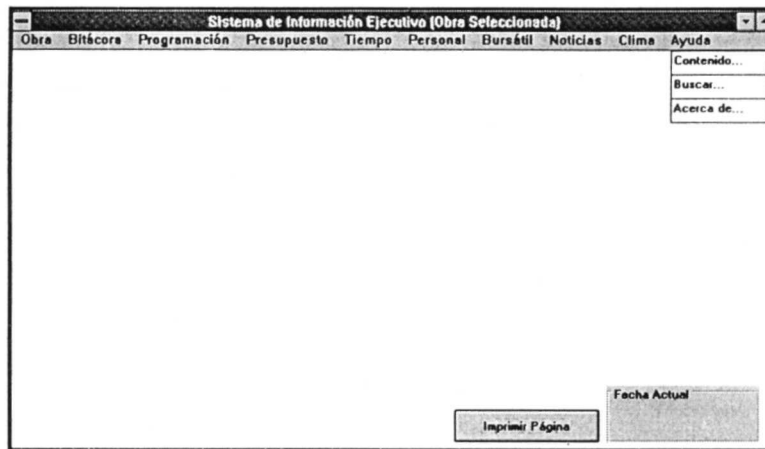 Sistema de Información Ejecutivo (Obra Seleccionada)
Obra Bitácora Programación Presupuesto Tiempo Personal Bursátil Noticias Clima Ayuda
Contenido...
Buscar...
Acerca de...
Fecha Actual
Imprimir Página